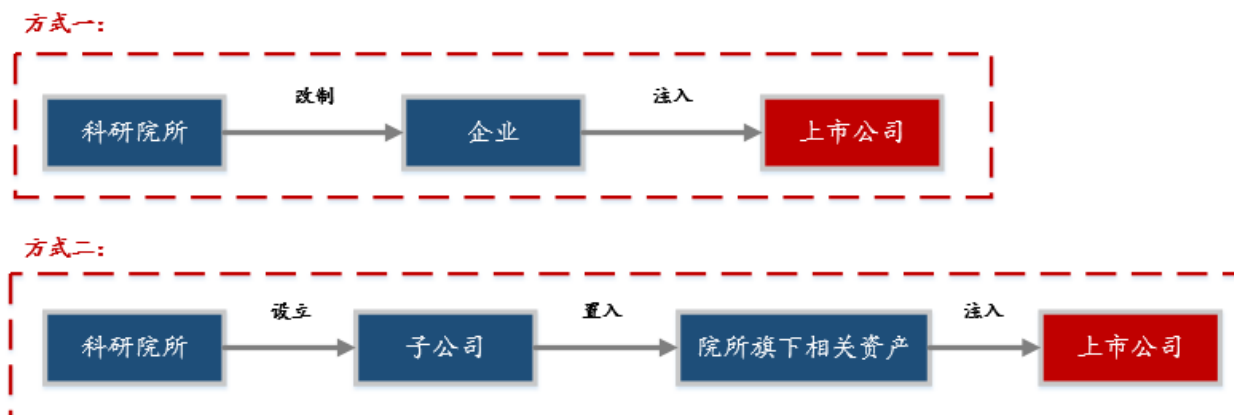 方式一:
改制 注入
科研院所 企业 上市公司
方式二:
设立 置入 注入
科研院所 子公司 院所旗下相关资产 上市公司